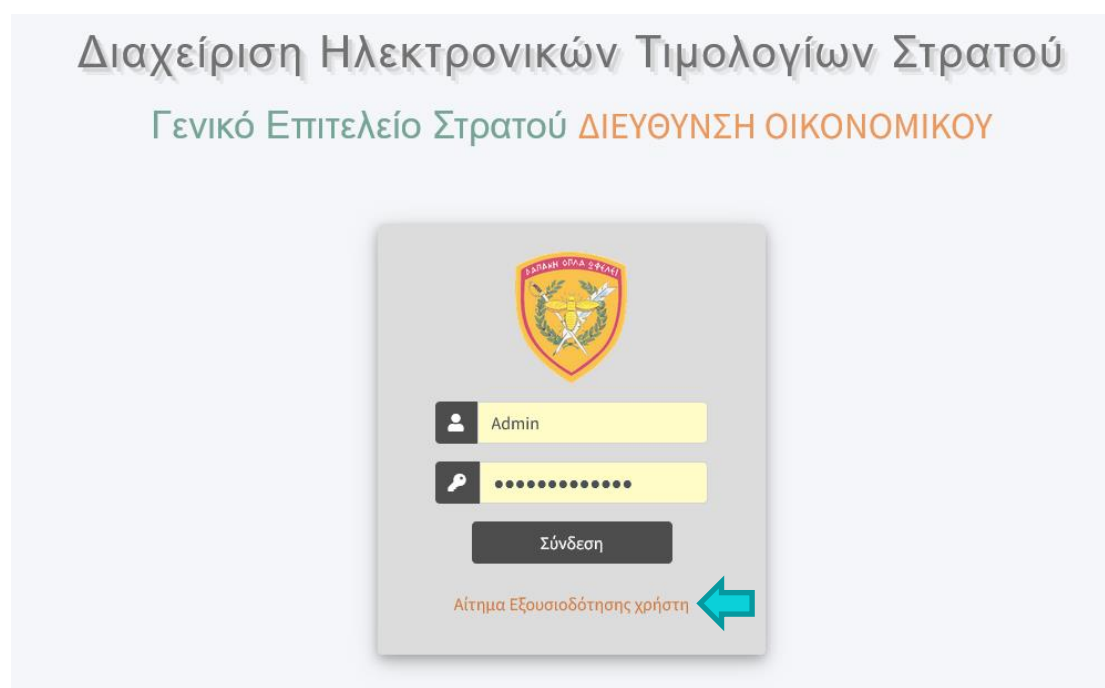 Διαχείριση Ηλεκτρονικών Τιμολογίων Στρατού
Γενικό Επιτελείο Στρατού ΔΙΕΥΘΥΝΣΗ ΟΙΚΟΝΟΜΙΚΟΥ
ΔΑΠΑΝΗ ΟΠΛΑ ΩΦΕΛΕΙ
Admin
•••••••••••••
Σύνδεση
Αίτημα Εξουσιοδότησης χρήστη